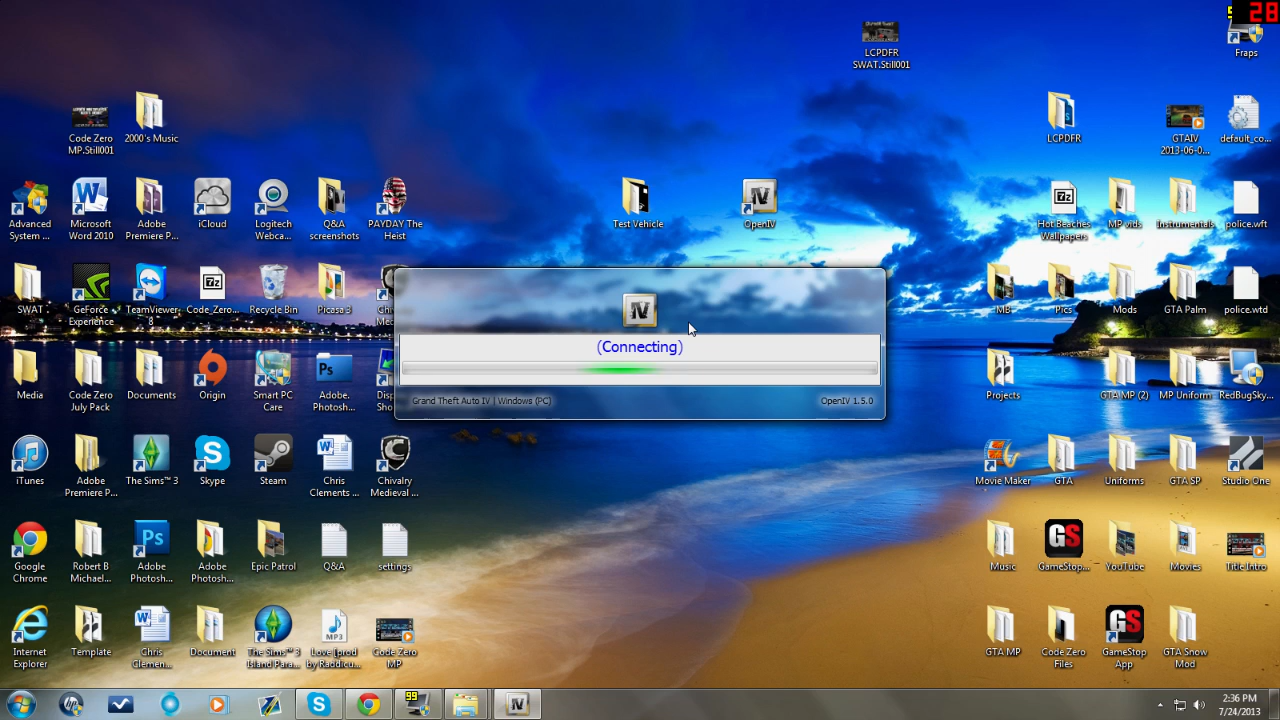 28
LCPDFR
SWAT.Still001
Fraps
Code Zero
MP.Still001
2000's Music
LCPDFR
GTAIV
2013-06-0...
default_co...
Advanced
System ...
Microsoft
Word 2010
Adobe
Premiere P...
iCloud
Logitech
Webca...
Q&A
screenshots
PAYDAY The
Heist
Test Vehicle
OpenIV
Hot Beaches
Wallpapers
MP vids
Instrumentals
police.wft
SWAT
GeForce
Experience
TeamViewer
8
Code_Zero...
Recycle Bin
Picasa 3
MB
Pics
Mods
GTA Palm
police.wtd
IV
(Connecting)
Grand Theft Auto IV | Windows (PC)
OpenIV 1.5.0
Media
Code Zero
July Pack
Documents
Origin
Smart PC
Care
Adobe.
Photosh...
Projects
GTA MP (2)
MP Uniform
RedBugSky...
iTunes
Adobe
Premiere P...
The Sims™ 3
Skype
Steam
Chris
Clements ...
Chivalry
Medieval ...
Movie Maker
GTA
Uniforms
GTA SP
Studio One
Google
Chrome
Robert B
Michael...
Adobe
Photosh...
Adobe
Photosh...
Epic Patrol
Q&A
settings
Music
GameStop...
YouTube
Movies
Title Intro
Internet
Explorer
Template
Chris
Clemen...
Document
The Sims™ 3
Island Para...
Love [prod
by Raddicu...
Code Zero
MP
GTA MP
Code Zero
Files
GameStop
App
GTA Snow
Mod
99
2:36 PM
7/24/2013